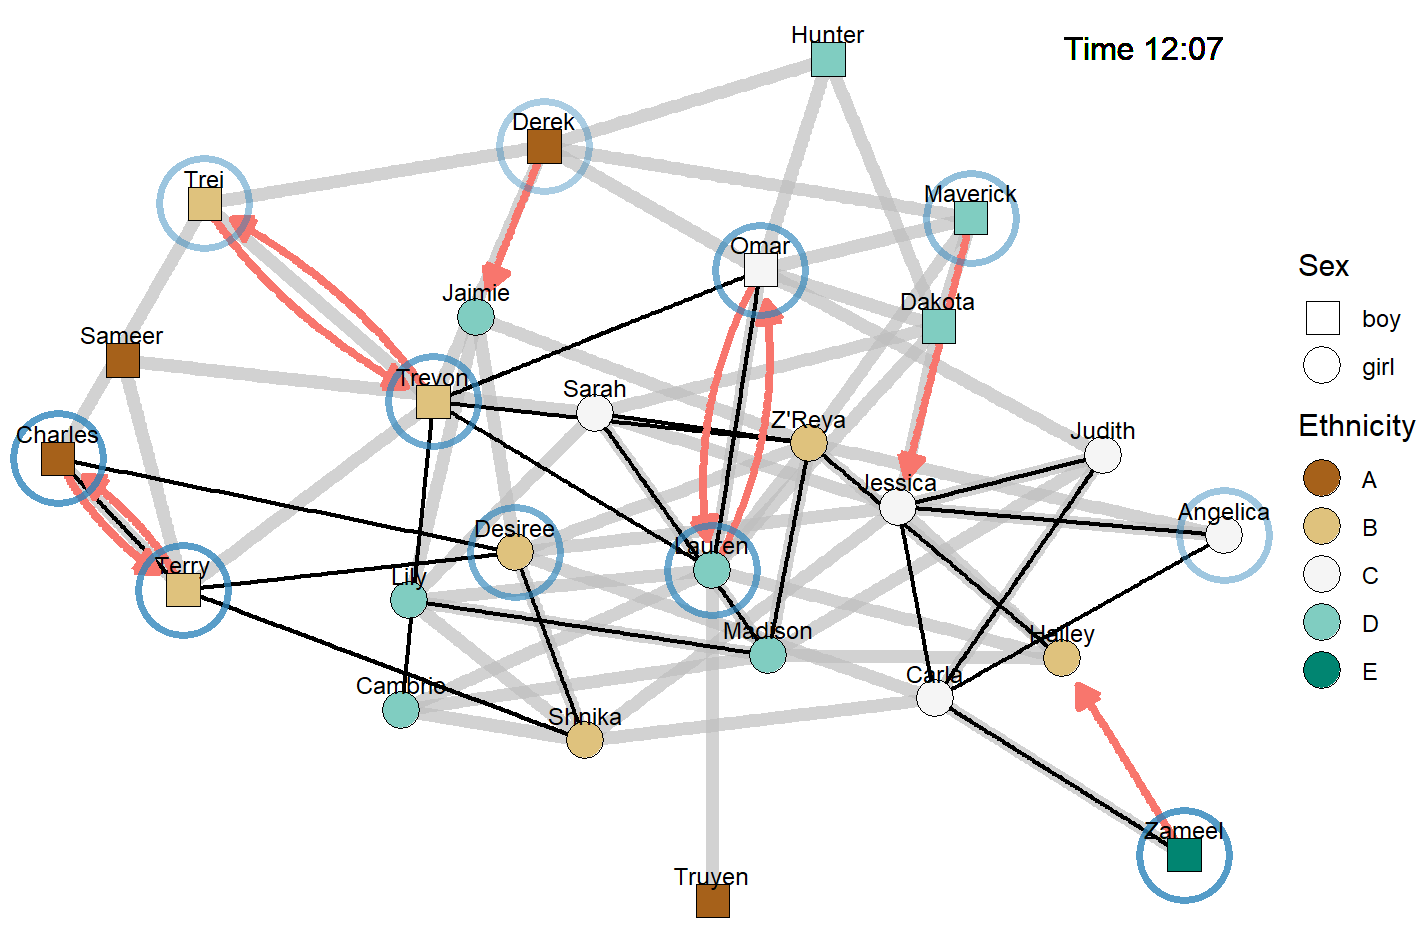 Hunter
Time 12:07
Derek
Trei
Maverick
Omar
Sex
Jaimie
Dakota
boy
Sameer
girl
Trevon
Sarah
Z'Reya
Ethnicity
Charles
Judith
A
Jessica
Angelica
B
Desiree
Lauren
Terry
Lily
C
D
Madison
Hailey
E
Cambrie
Carla
Shnika
Zameel
Truyen